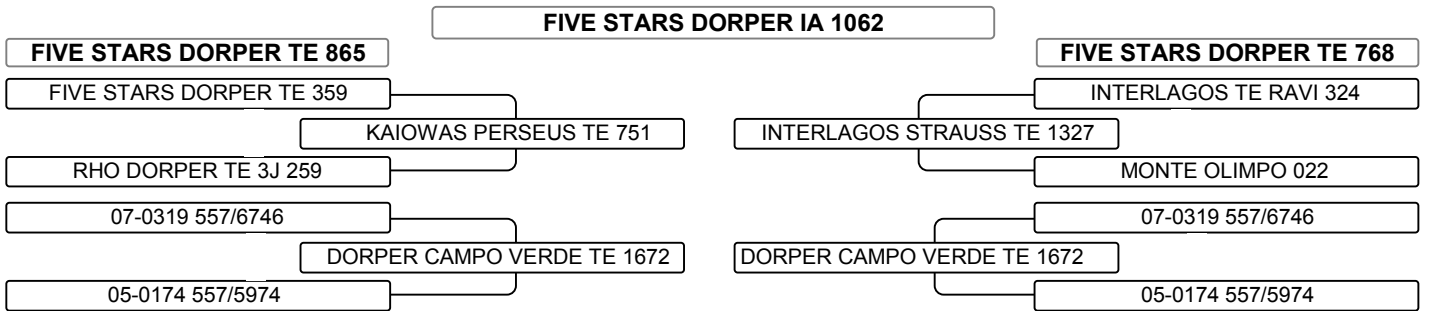 FIVE STARS DORPER IA 1062
FIVE STARS DORPER TE 865
FIVE STARS DORPER TE 768
FIVE STARS DORPER TE 359
INTERLAGOS TE RAVI 324
KAIOWAS PERSEUS TE 751
INTERLAGOS STRAUSS TE 1327
RHO DORPER TE 3J 259
MONTE OLIMPO 022
07-0319 557/6746
07-0319 557/6746
DORPER CAMPO VERDE TE 1672
DORPER CAMPO VERDE TE 1672
05-0174 557/5974
05-0174 557/5974